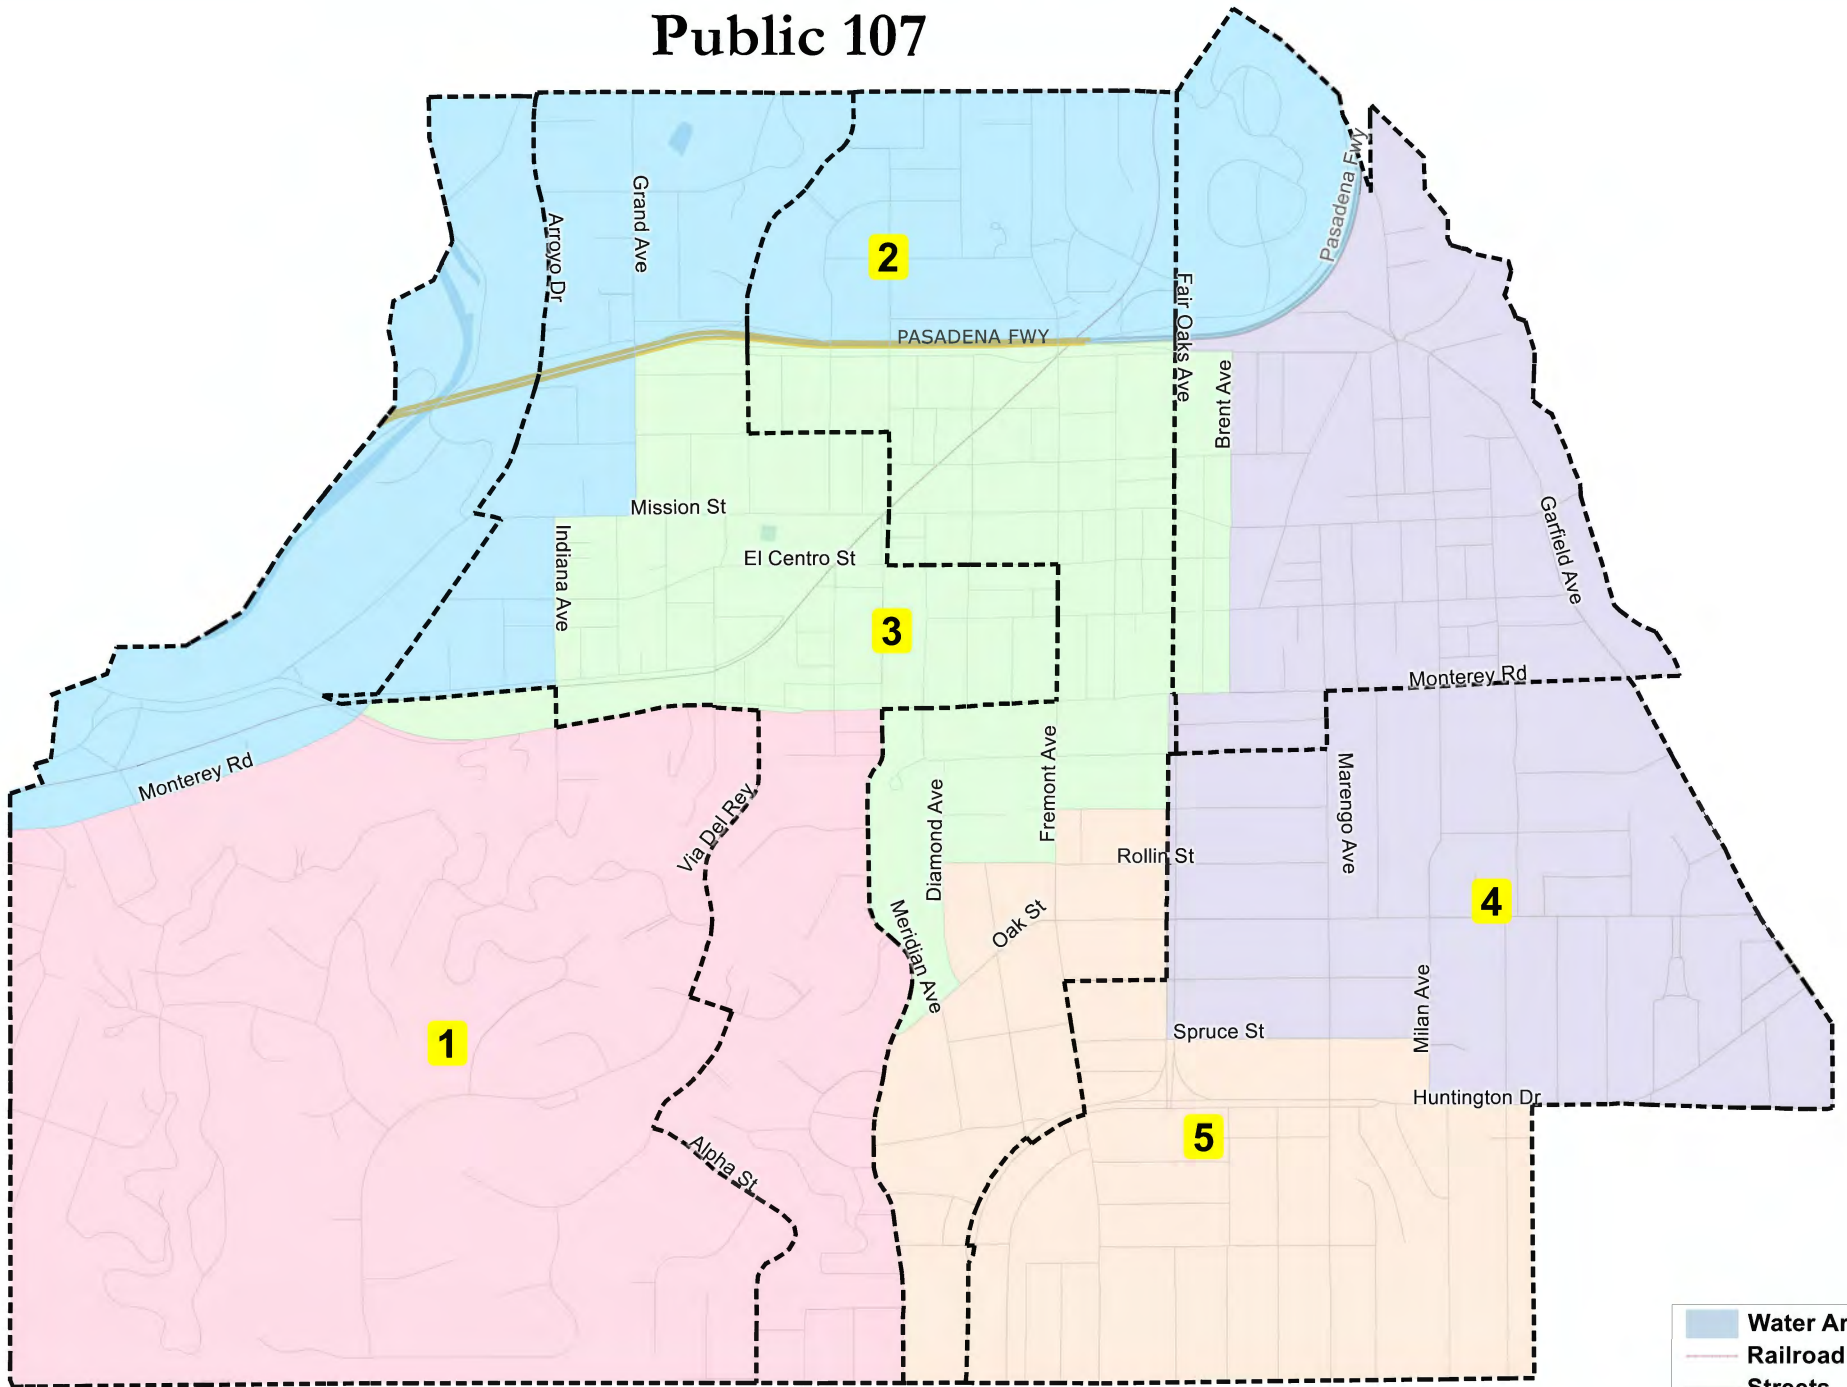 Public 107
Pasadena Fwy
Grand Ave
Arroyo Dr
2
Fair Oaks Ave
PASADENA FWY
Brent Ave
Mission St
Garfield Ave
Indiana Ave
El Centro St
3
Monterey Rd
Monterey Rd
Fremont Ave
Marengo Ave
Via Del Rey
Diamond Ave
Rollin St
4
Meridian Ave
Oak St
Milan Ave
1
Spruce St
Huntington Dr
5
Alpha St
Water Ar
Railroad
Streets